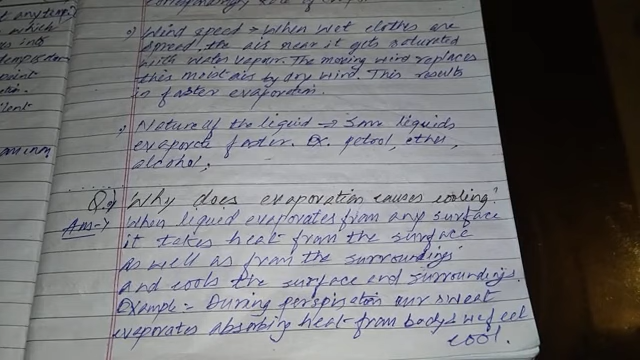 Wind speed → When wet clothes are
spread, the air near it gets saturated
with water vapour. The moving wind replaces
this moist air by dry wind. This results
in faster evaporation.
Nature of the liquid → Some liquids
evaporate faster. Ex. petrol, ether,
alcohol,
Q.) Why does evaporation causes cooling?
Ans→ When liquid evaporates from any surface
it takes heat from the surface
as well as from the surroundings
and cools the surface and surroundings.
Example:- During perspiration our sweat
evaporates absorbing heat from body & we feel
cool.